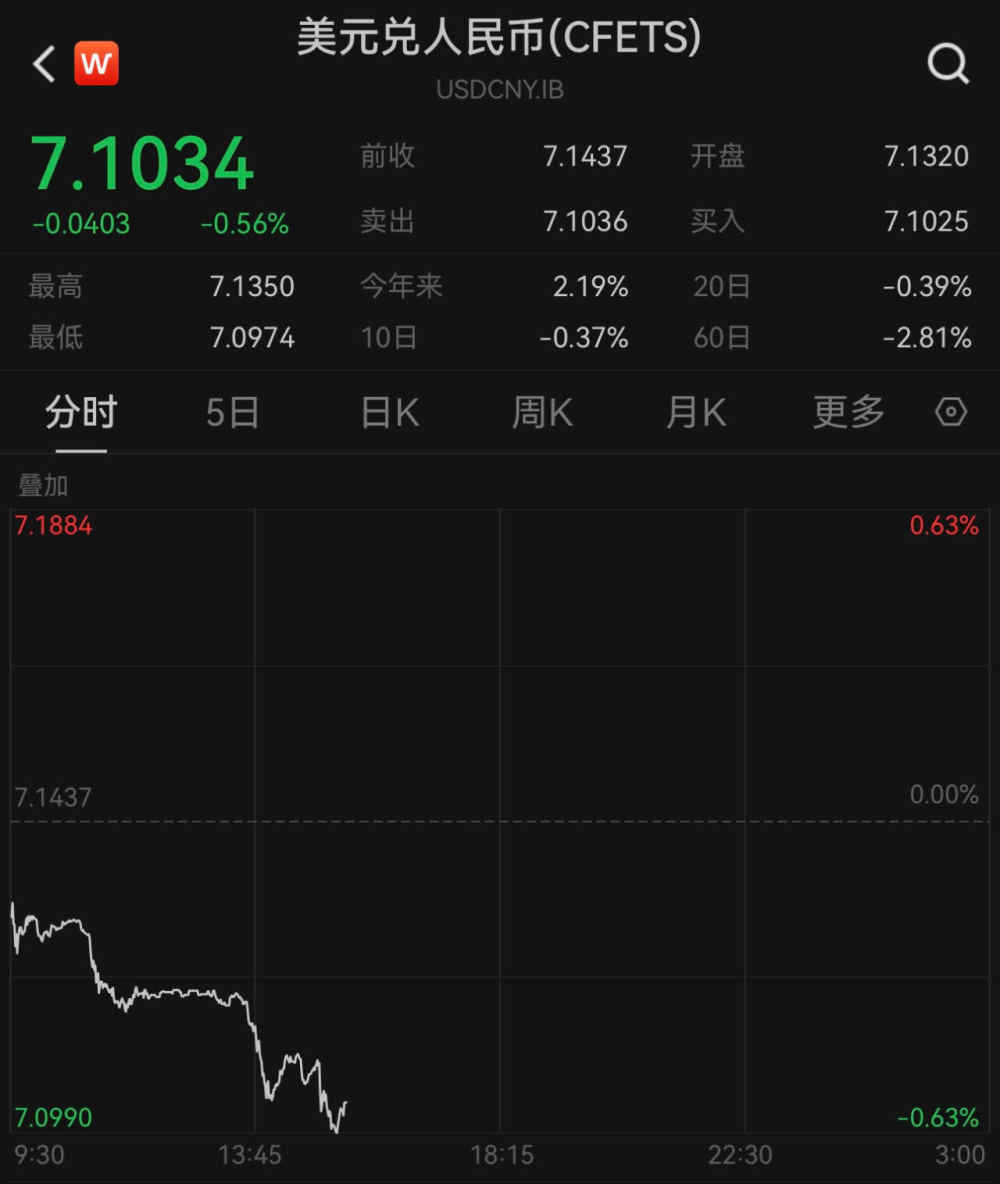 美元兑人民币(CFETS)
W
USDCNY.IB
7.1034 前收 7.1437 开盘 7.1320
-0.0403 -0.56% 卖出 7.1036 买入 7.1025
最高 7.1350 今年来 2.19% 20日 -0.39%
最低 7.0974 10日 -0.37% 60日 -2.81%
分时 5日 日K 周K 月K 更多
叠加
7.1884 0.63%
7.1437 0.00%
7.0990 -0.63%
9:30 13:45 18:15 22:30 3:00